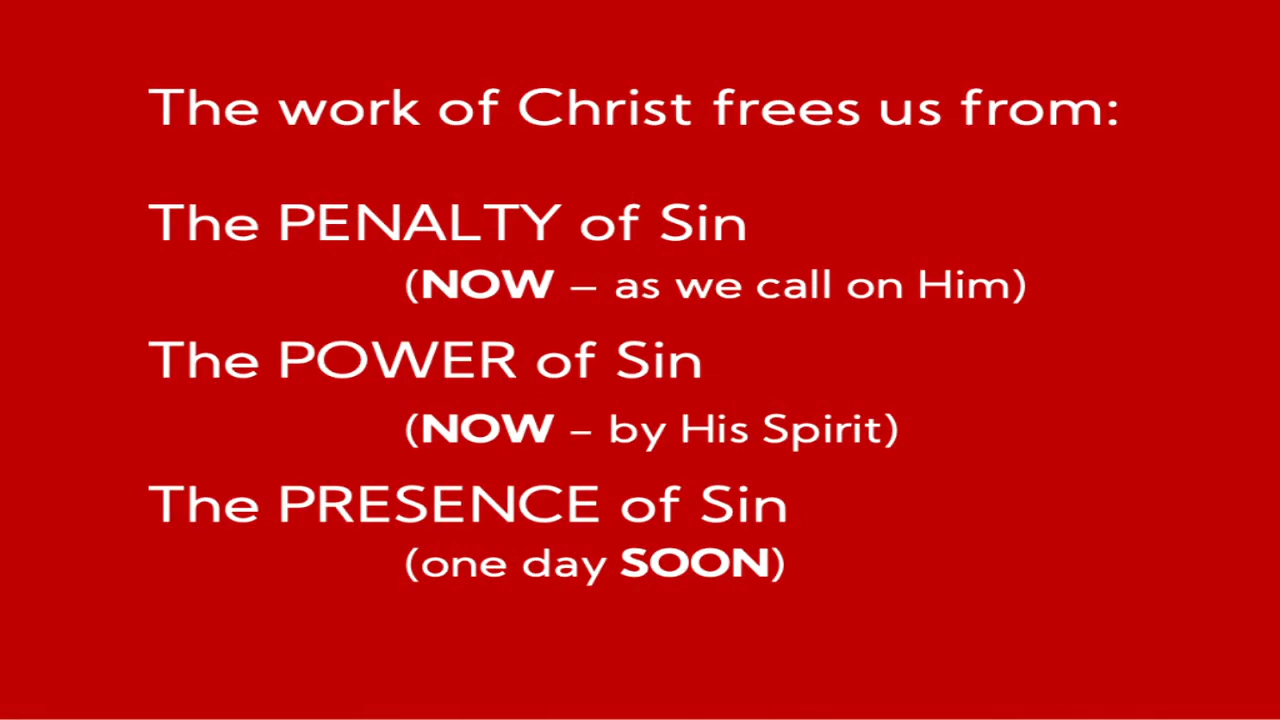 The work of Christ frees us from:
The PENALTY of Sin
(NOW – as we call on Him)
The POWER of Sin
(NOW – by His Spirit)
The PRESENCE of Sin
(one day SOON)